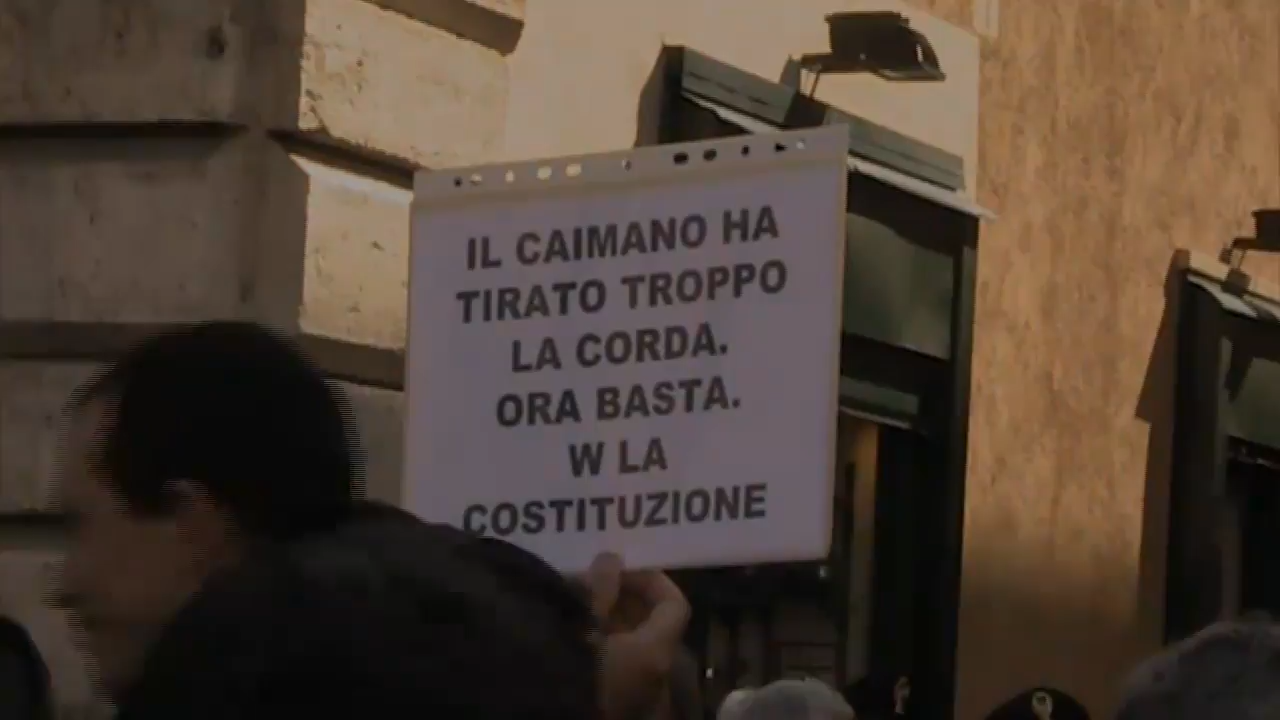 IL CAIMANO HA
TIRATO TROPPO
LA CORDA.
ORA BASTA.
W LA
COSTITUZIONE